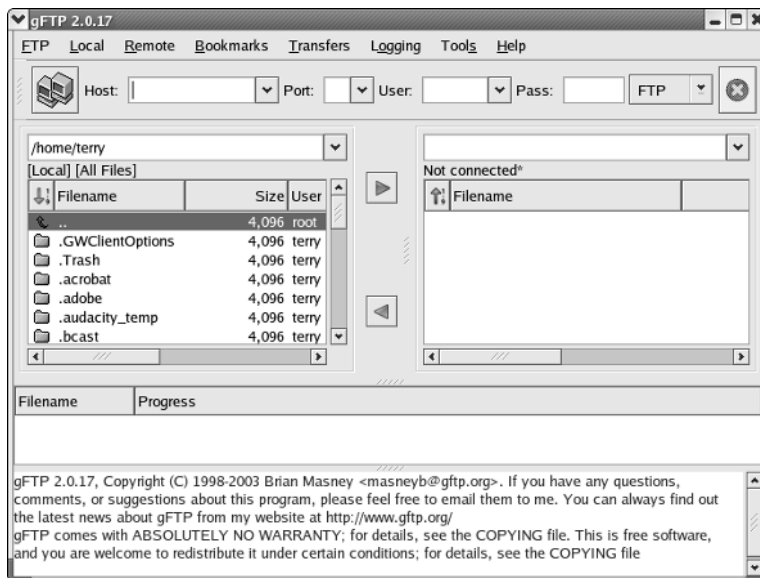 gFTP 2.0.17
FTP Local Remote Bookmarks Transfers Logging Tools Help
Host: Port: User: Pass: FTP
/home/terry
[Local] [All Files]
Not connected*
Filename Size User
Filename
.. 4,096 root
.GWClientOptions 4,096 terry
.Trash 4,096 terry
.acrobat 4,096 terry
.adobe 4,096 terry
.audacity_temp 4,096 terry
.bcast 4,096 terry
Filename Progress
gFTP 2.0.17, Copyright (C) 1998-2003 Brian Masney <masneyb@gftp.org>. If you have any questions,
comments, or suggestions about this program, please feel free to email them to me. You can always find out
the latest news about gFTP from my website at http://www.gftp.org/
gFTP comes with ABSOLUTELY NO WARRANTY; for details, see the COPYING file. This is free software,
and you are welcome to redistribute it under certain conditions; for details, see the COPYING file